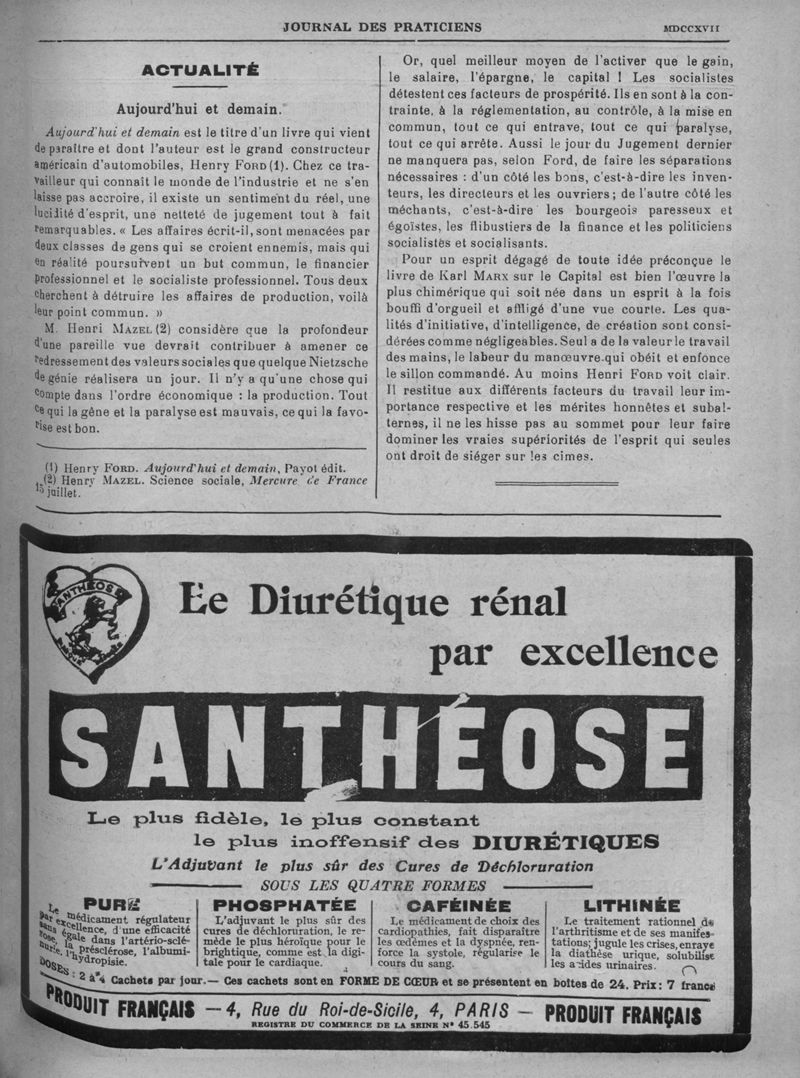 JOURNAL DES PRATICIENS
MDCCXVII
ACTUALITÉ
Aujourd'hui et demain.
Aujourd'hui et demain est le titre d'un livre qui vient
de paraître et dont l'auteur est le grand constructeur
américain d'automobiles, Henry FORD (1). Chez ce tra-
vailleur qui connaît le monde de l'industrie et ne s'en
laisse pas accroire, il existe un sentiment du réel, une
lucidité d'esprit, une netteté de jugement tout à fait
remarquables. « Les affaires écrit-il, sont menacées par
deux classes de gens qui se croient ennemis, mais qui
en réalité poursuivent un but commun, le financier
professionnel et le socialiste professionnel. Tous deux
cherchent à détruire les affaires de production, voilà
leur point commun. »
M. Henri MAZEL (2) considère que la profondeur
d'une pareille vue devrait contribuer à amener ce
redressement des valeurs sociales que quelque Nietzsche
de génie réalisera un jour. Il n'y a qu'une chose qui
compte dans l'ordre économique : la production. Tout
ce qui la gêne et la paralyse est mauvais, ce qui la favo-
rise est bon.
(1) Henry FORD. Aujourd'hui et demain, Payot édit.
(2) Henry MAZEL. Science sociale, Mercure de France
15 juillet.
Or, quel meilleur moyen de l'activer que le gain,
le salaire, l'épargne, le capital ! Les socialistes
détestent ces facteurs de prospérité. Ils en sont à la con-
trainte, à la réglementation, au contrôle, à la mise en
commun, tout ce qui entrave, tout ce qui paralyse,
tout ce qui arrête. Aussi le jour du Jugement dernier
ne manquera pas, selon Ford, de faire les séparations
nécessaires : d'un côté les bons, c'est-à-dire les inven-
teurs, les directeurs et les ouvriers ; de l'autre côté les
méchants, c'est-à-dire les bourgeois paresseux et
égoïstes, les flibustiers de la finance et les politiciens
socialistes et socialisants.
Pour un esprit dégagé de toute idée préconçue le
livre de Karl MARX sur le Capital est bien l'œuvre la
plus chimérique qui soit née dans un esprit à la fois
bouffi d'orgueil et affligé d'une vue courte. Les qua-
lités d'initiative, d'intelligence, de création sont consi-
dérées comme négligeables. Seul a de la valeur le travail
des mains, le labeur du manœuvre qui obéit et enfonce
le sillon commandé. Au moins Henri FORD voit clair.
Il restitue aux différents facteurs du travail leur im-
portance respective et les mérites honnêtes et subal-
ternes, il ne les hisse pas au sommet pour leur faire
dominer les vraies supériorités de l'esprit qui seules
ont droit de siéger sur les cimes.
SANTHÉOSE
Le Diurétique rénal
par excellence
SANTHÉOSE
Le plus fidèle, le plus constant
le plus inoffensif des DIURÉTIQUES
L'Adjuvant le plus sûr des Cures de Déchloruration
SOUS LES QUATRE FORMES
PURE
Le médicament régulateur
par excellence, d'une efficacité
sans égale dans l'artério-sclé-
rose, la présclérose, l'albumi-
nurie, l'hydropisie.
PHOSPHATÉE
L'adjuvant le plus sûr des
cures de déchloruration, le re-
mède le plus héroïque pour le
brightique, comme est la digi-
tale pour le cardiaque.
CAFÉINÉE
Le médicament de choix des
cardiopathies, fait disparaître
les œdèmes et la dyspnée, ren-
force la systole, régularise le
cours du sang.
LITHINÉE
Le traitement rationnel de
l'arthritisme et de ses manifes-
tations; jugule les crises, enraye
la diathèse urique, solubilise
les acides urinaires.
DOSES : 2 à 4 Cachets par jour. — Ces cachets sont en FORME DE CŒUR et se présentent en boîtes de 24. Prix : 7 francs
PRODUIT FRANÇAIS — 4, Rue du Roi-de-Sicile, 4, PARIS — PRODUIT FRANÇAIS
REGISTRE DU COMMERCE DE LA SEINE N° 45.545